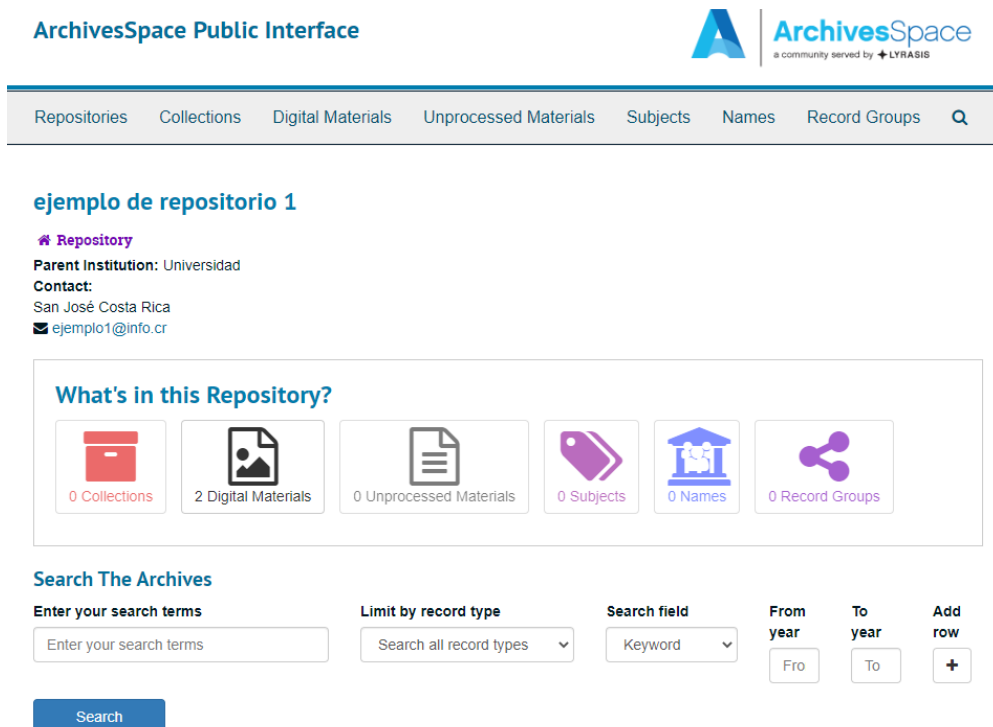 ArchivesSpace Public Interface
ArchivesSpace
a community served by LYRASIS
Repositories Collections Digital Materials Unprocessed Materials Subjects Names Record Groups
ejemplo de repositorio 1
Repository
Parent Institution: Universidad
Contact:
San José Costa Rica
ejemplo1@info.cr
What's in this Repository?
0 Collections 2 Digital Materials 0 Unprocessed Materials 0 Subjects 0 Names 0 Record Groups
Search The Archives
Enter your search terms Limit by record type Search field From year To year Add row
Enter your search terms Search all record types Keyword Fro To +
Search